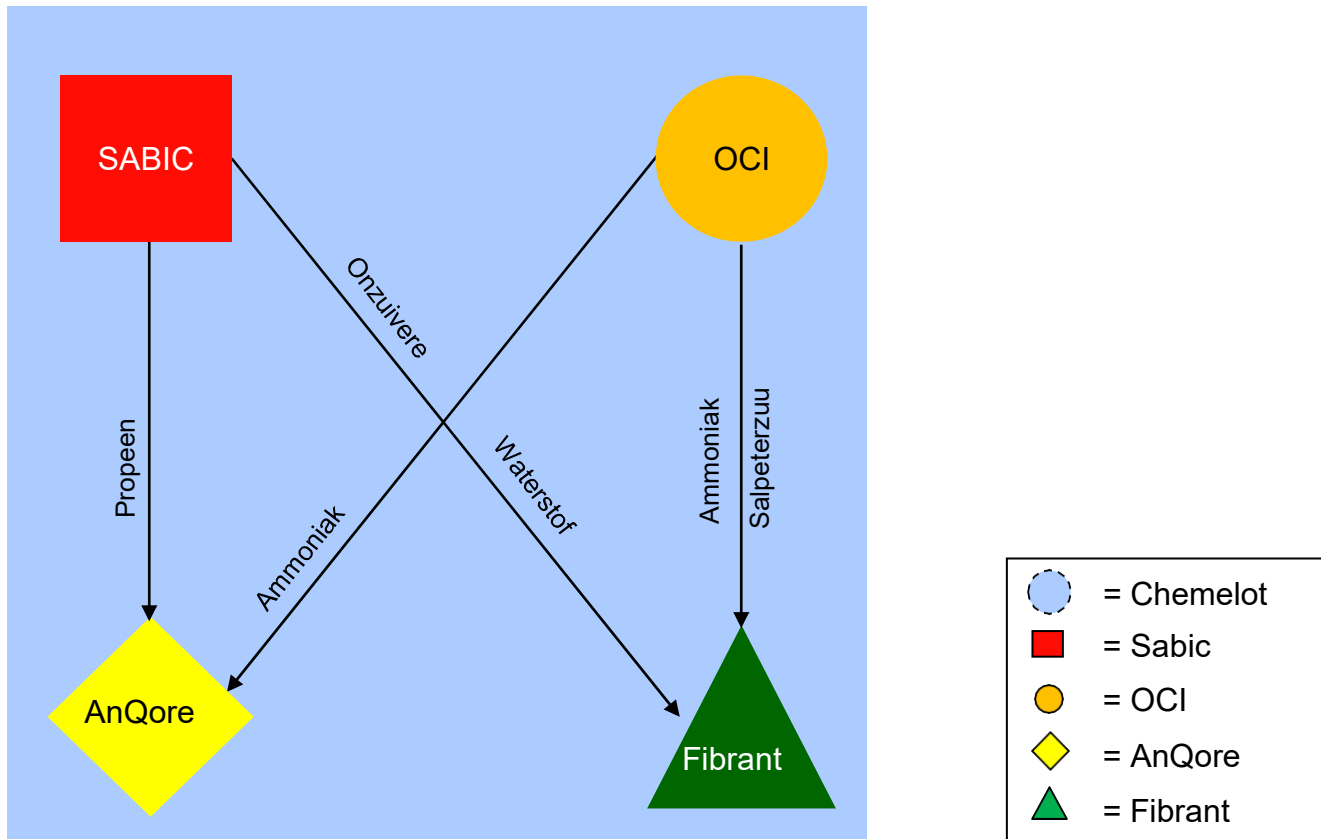 SABIC
OCI
Onzuivere
Waterstof
Propeen
Ammoniak
Ammoniak
Salpeterzuu
AnQore
Fibrant
= Chemelot
= Sabic
= OCI
= AnQore
= Fibrant